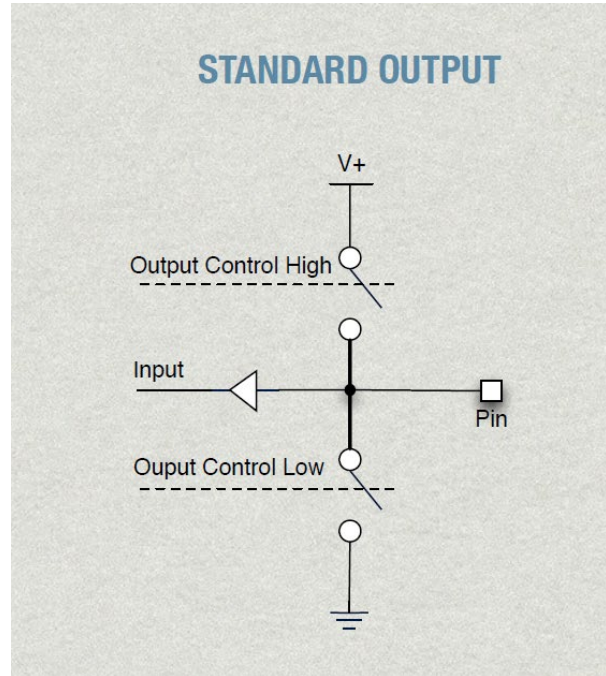 STANDARD OUTPUT
V+
Output Control High
Input
Pin
Ouput Control Low